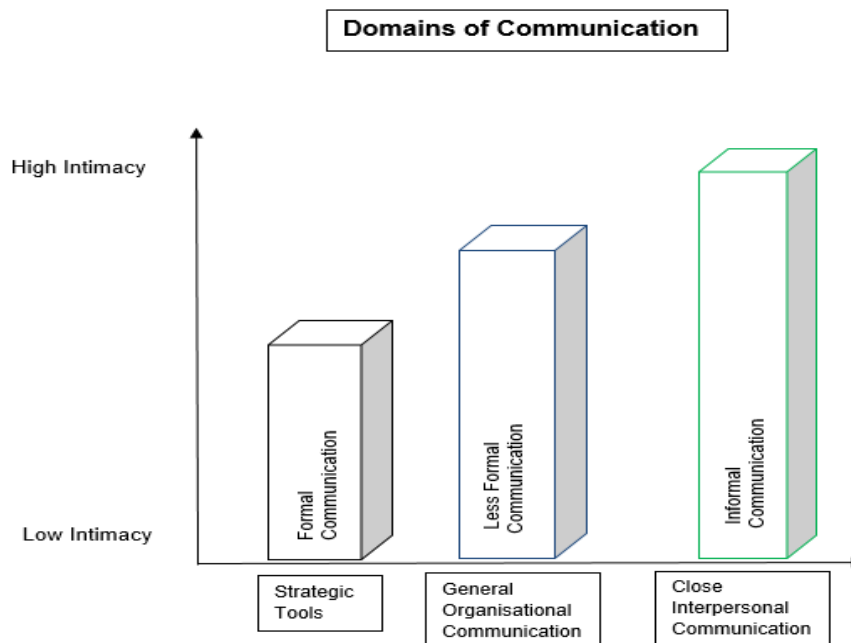 Domains of Communication
High Intimacy
Low Intimacy
Formal
Communication
Less Formal
Communication
Informal
Communication
Strategic
Tools
General
Organisational
Communication
Close
Interpersonal
Communication